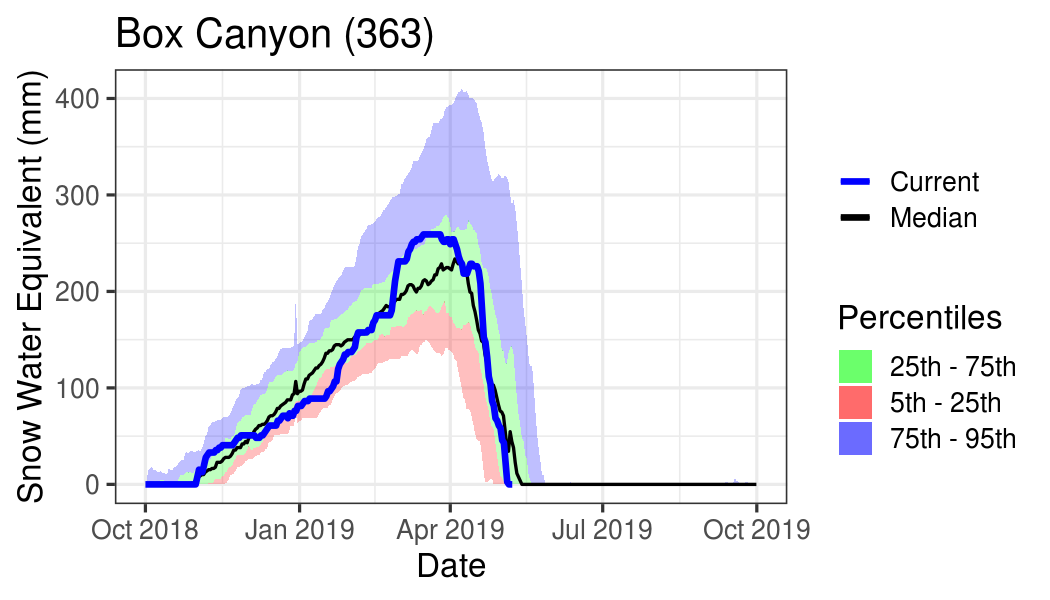 Box Canyon (363)
Snow Water Equivalent (mm)
400
300
200
100
0
Oct 2018
Jan 2019
Apr 2019
Jul 2019
Oct 2019
Date
Current
Median
Percentiles
25th - 75th
5th - 25th
75th - 95th